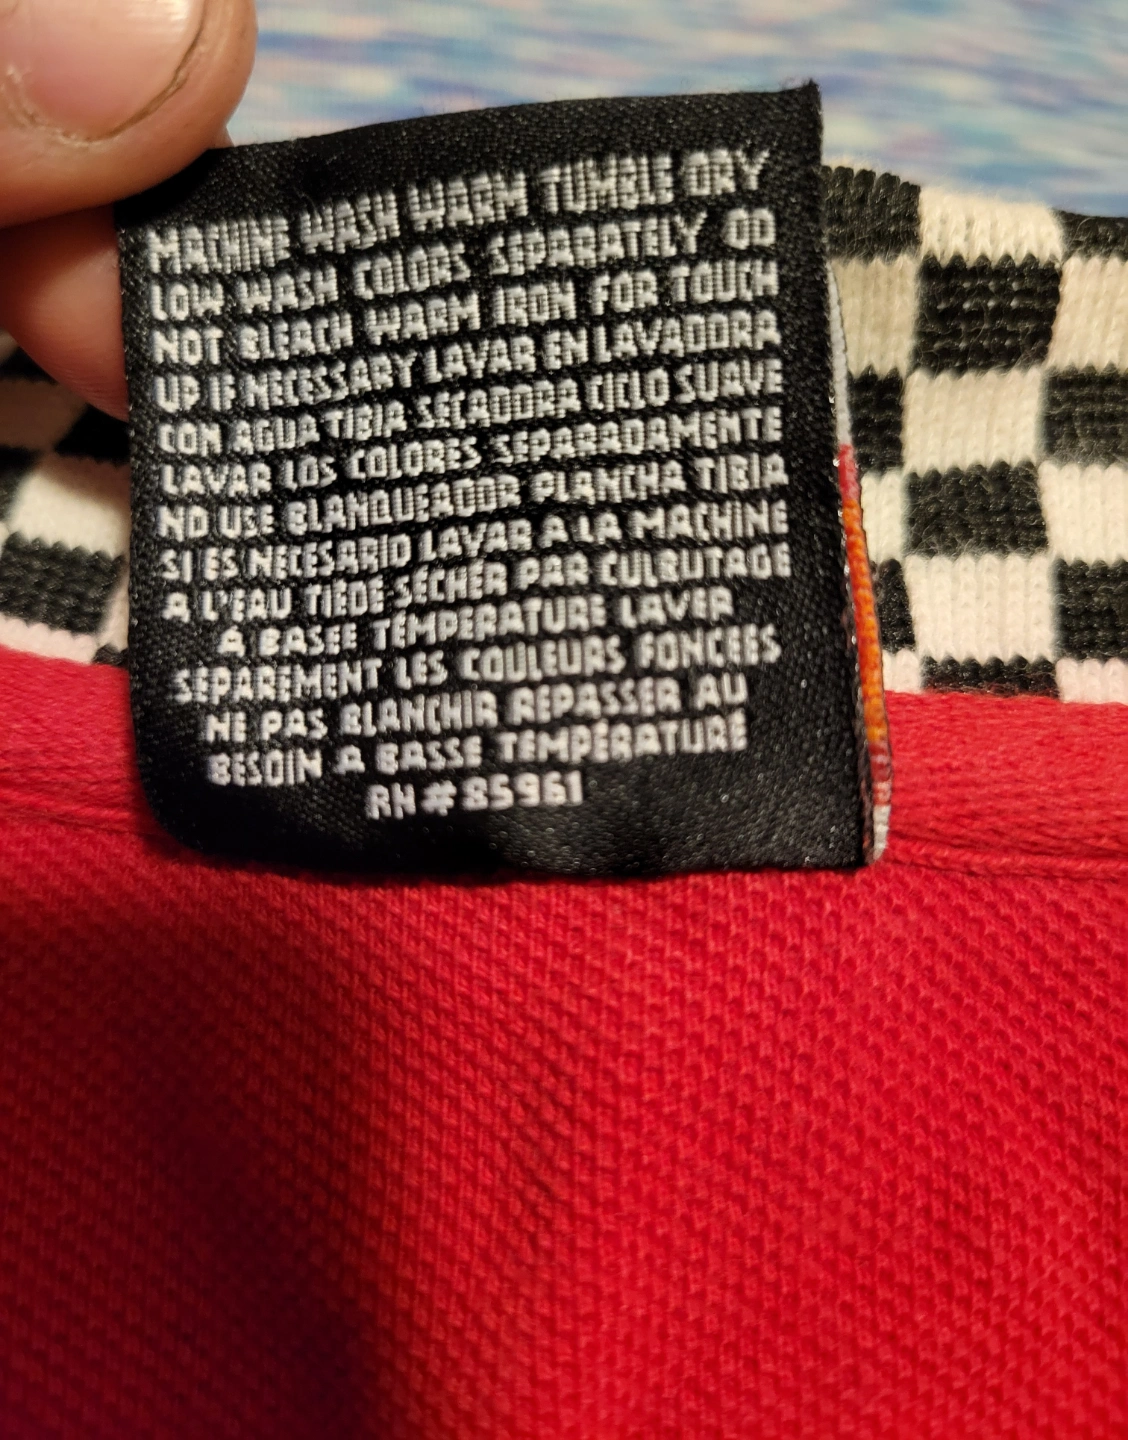 MACHINE WASH WARM TUMBLE DRY
LOW WASH COLORS SEPARATELY DO
NOT BLEACH WARM IRON FOR TOUCH
UP IF NECESSARY LAVAR EN LAVADORA
CON AGUA TIBIA SECADORA CICLO SUAVE
LAVAR LOS COLORES SEPARADAMENTE
NO USE BLANQUEADOR PLANCHA TIBIA
SI ES NECESARIO LAVAR A LA MACHINE
A L'EAU TIEDE SÉCHER PAR CULBUTAGE
A BASEE TÉMPERATURE LAVER
SEPAREMENT LES COULEURS FONCEES
NE PAS BLANCHIR REPASSER AU
BESOIN A BASSE TEMPÉRATURE
RN#85961